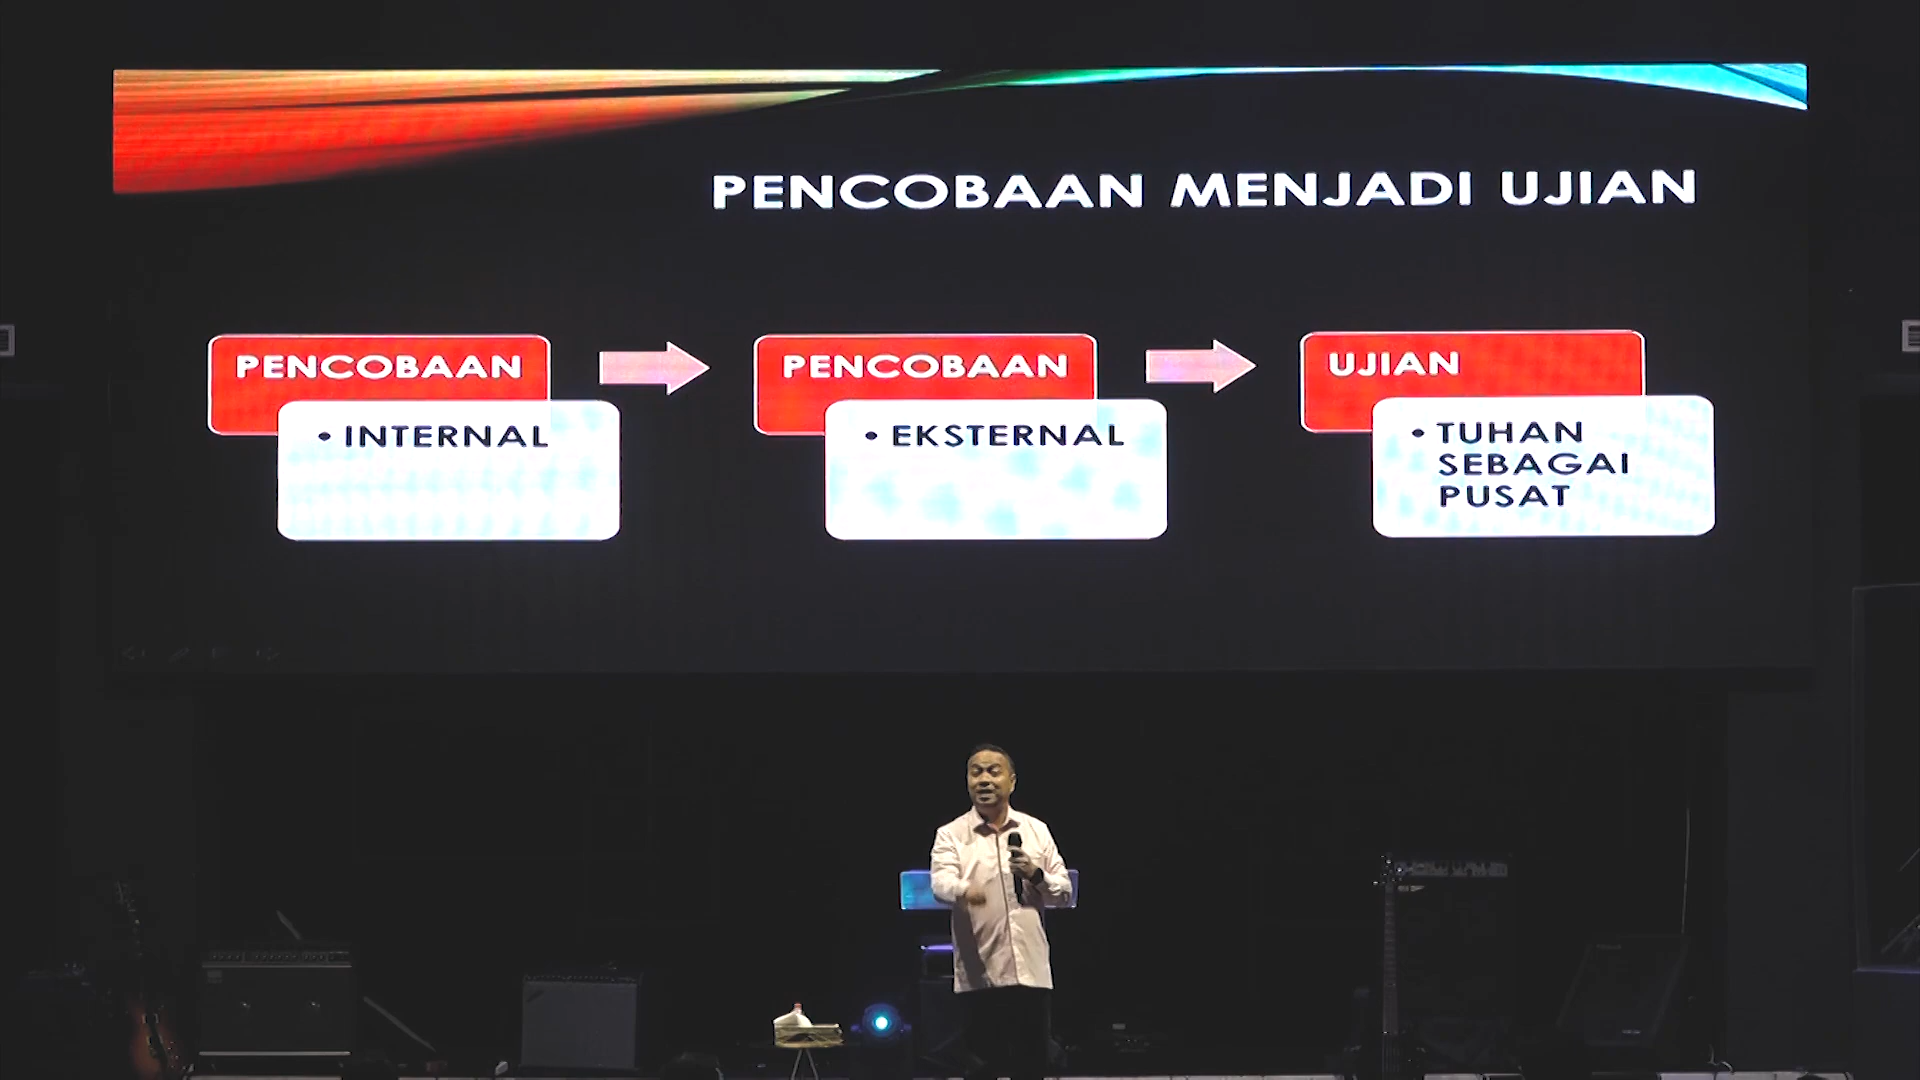 PENCOBAAN MENJADI UJIAN
PENCOBAAN
• INTERNAL
PENCOBAAN
• EKSTERNAL
UJIAN
• TUHAN
SEBAGAI
PUSAT